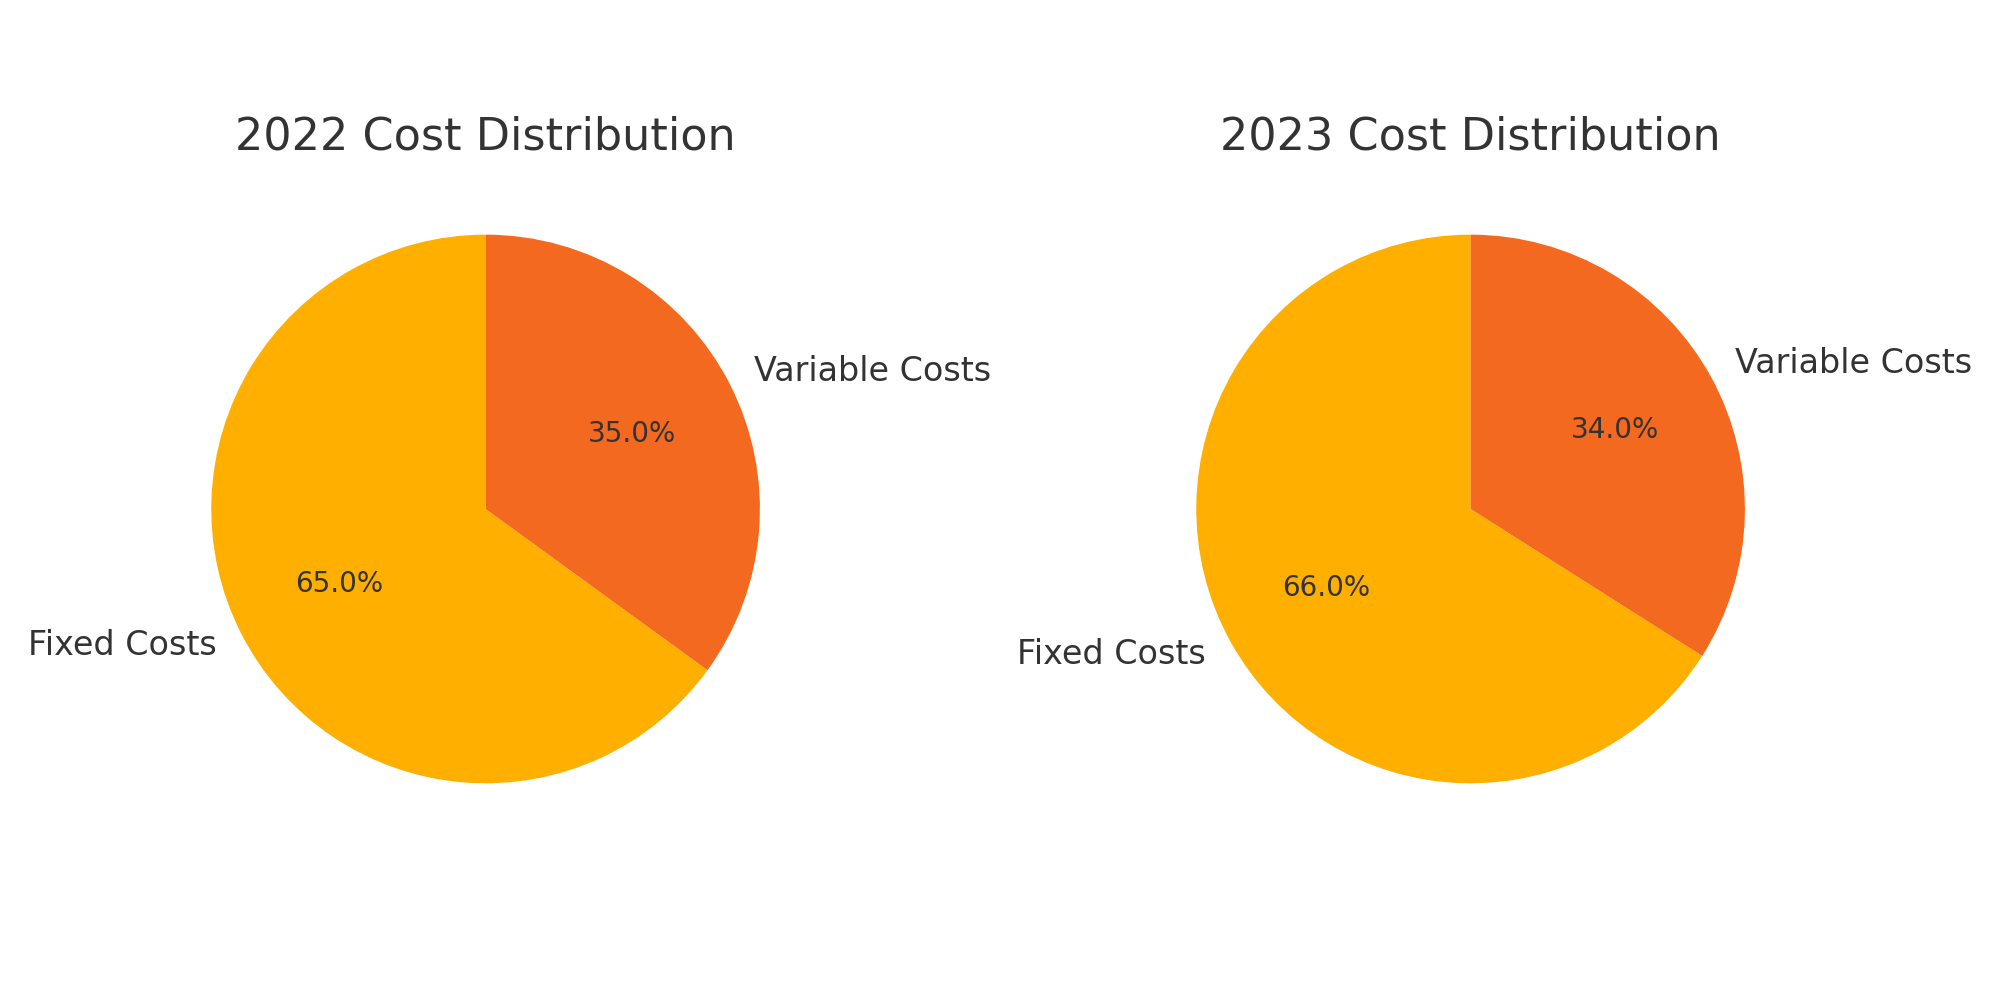 2022 Cost Distribution
Variable Costs
35.0%
65.0%
Fixed Costs
2023 Cost Distribution
Variable Costs
34.0%
66.0%
Fixed Costs